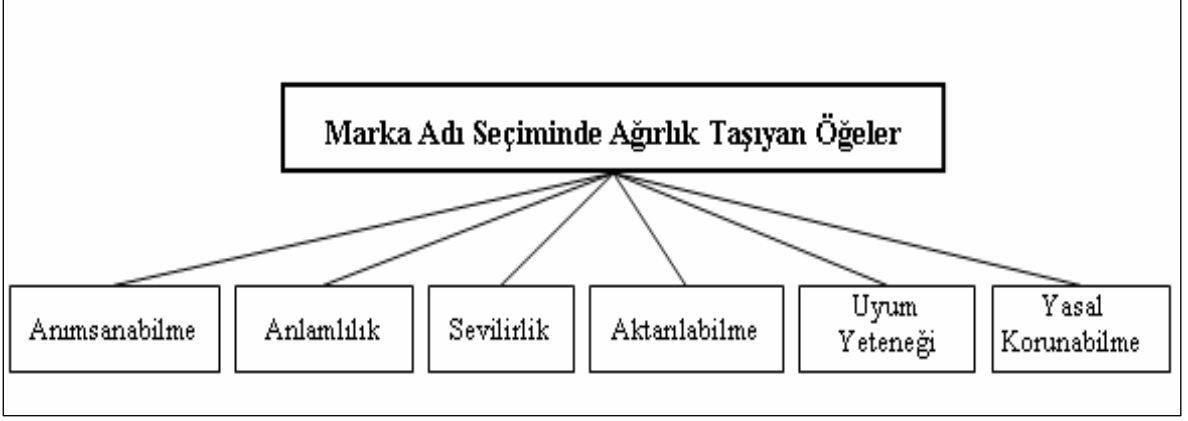 Marka Adı Seçiminde Ağırlık Taşıyan Öğeler
Anımsanabilme
Anlamlılık
Sevilirlik
Aktarılabilme
Uyum
Yeteneği
Yasal
Korunabilme